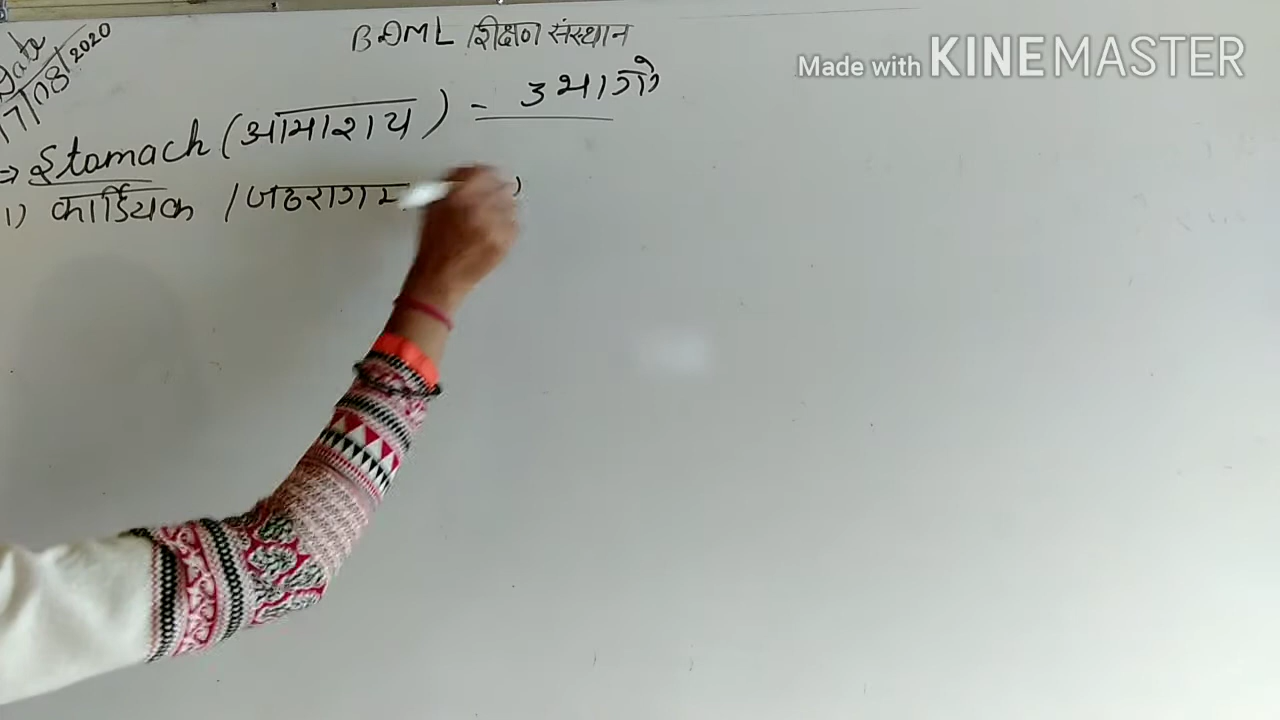 BDML शिक्षण संस्थान
Made with KINEMASTER
Date
17/08/2020
⇒ Stomach (आमाशय) - 3 भागो
1) कार्डियक / जठरागम